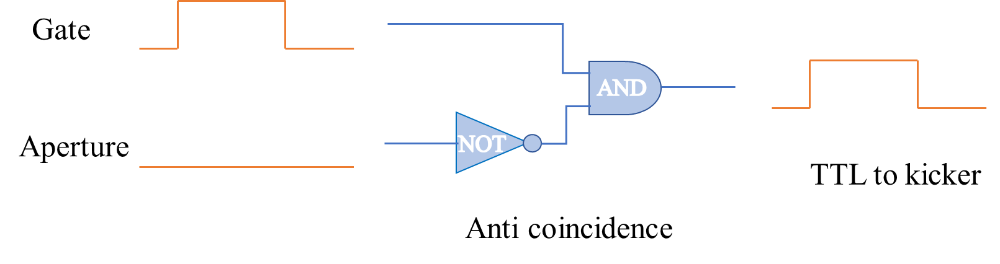 Gate
AND
NOT
Aperture
TTL to kicker
Anti coincidence